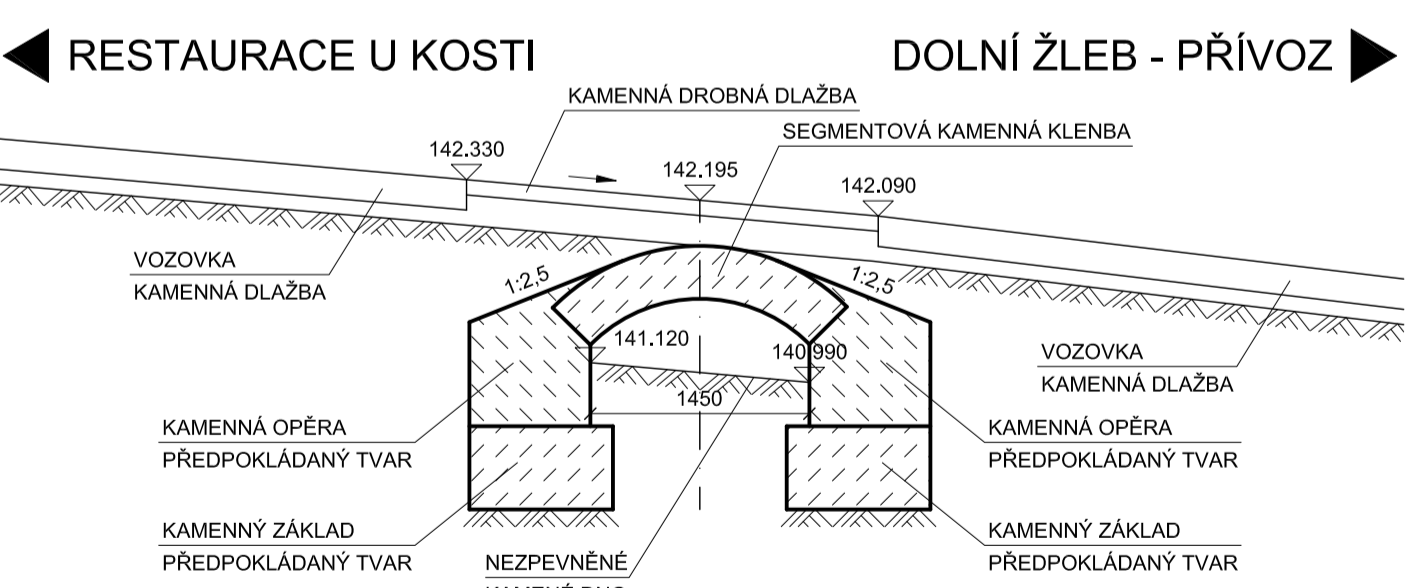 RESTAURACE U KOSTI
DOLNÍ ŽLEB - PŘÍVOZ
KAMENNÁ DROBNÁ DLAŽBA
SEGMENTOVÁ KAMENNÁ KLENBA
142.330
142.195
142.090
VOZOVKA
KAMENNÁ DLAŽBA
1:2,5
1:2,5
141.120
140.990
VOZOVKA
KAMENNÁ DLAŽBA
1450
KAMENNÁ OPĚRA
PŘEDPOKLÁDANÝ TVAR
KAMENNÁ OPĚRA
PŘEDPOKLÁDANÝ TVAR
KAMENNÝ ZÁKLAD
PŘEDPOKLÁDANÝ TVAR
KAMENNÝ ZÁKLAD
PŘEDPOKLÁDANÝ TVAR
NEZPEVNĚNÉ